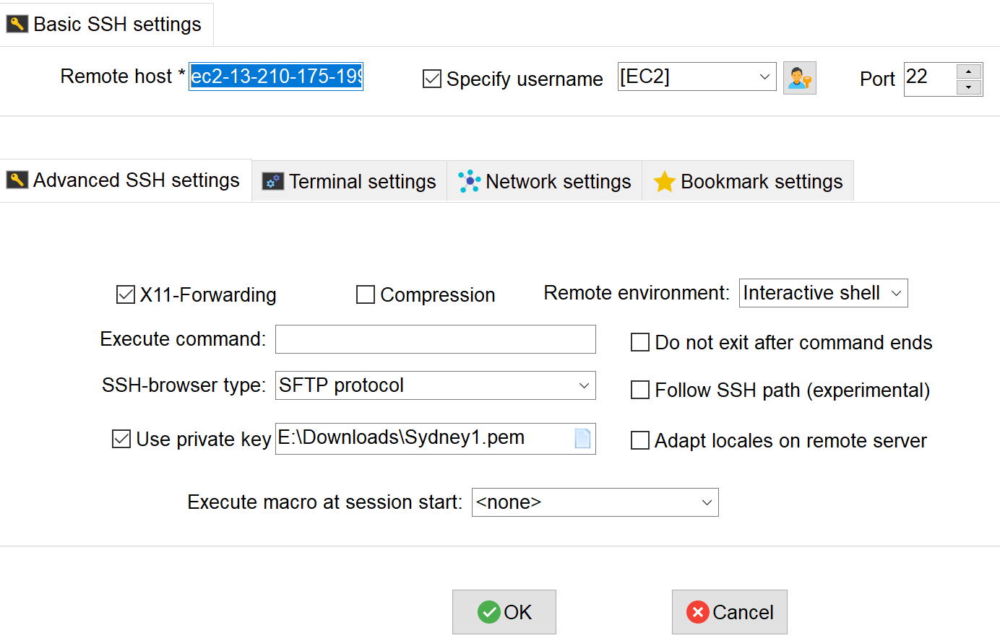 Basic SSH settings
Remote host * ec2-13-210-175-199 Specify username [EC2] Port 22
Advanced SSH settings Terminal settings Network settings Bookmark settings
X11-Forwarding Compression Remote environment: Interactive shell
Execute command: Do not exit after command ends
SSH-browser type: SFTP protocol Follow SSH path (experimental)
Use private key E:\Downloads\Sydney1.pem Adapt locales on remote server
Execute macro at session start: <none>
OK Cancel